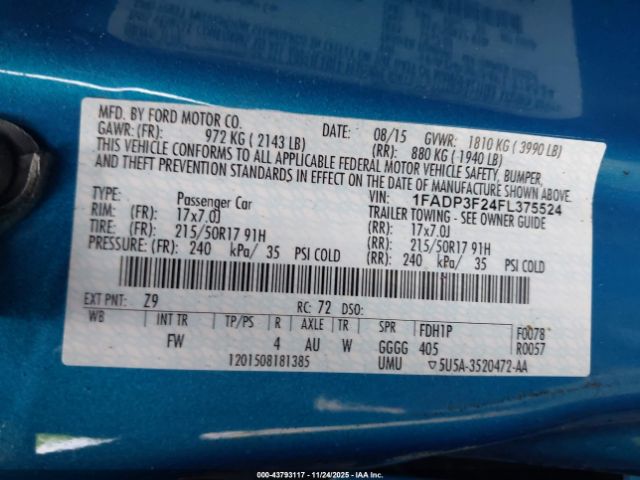 MFD. BY FORD MOTOR CO.
DATE: 08/15 GVWR: 1810 KG ( 3990 LB)
GAWR: (FR): 972 KG ( 2143 LB) (RR): 880 KG ( 1940 LB)
THIS VEHICLE CONFORMS TO ALL APPLICABLE FEDERAL MOTOR VEHICLE SAFETY, BUMPER,
AND THEFT PREVENTION STANDARDS IN EFFECT ON THE DATE OF MANUFACTURE SHOWN ABOVE.
VIN: 1FADP3F24FL375524
TYPE: Passenger Car TRAILER TOWING - SEE OWNER GUIDE
RIM: (FR): 17x7.0J (RR): 17x7.0J
TIRE: (FR): 215/50R17 91H (RR): 215/50R17 91H
PRESSURE: (FR): 240 kPa/ 35 PSI COLD (RR): 240 kPa/ 35 PSI COLD
EXT PNT: Z9 RC: 72 DSO:
WB INT TR TP/PS R AXLE TR SPR FDH1P F0078
- FW 4 AU W GGGG 405 R0057
1201508181385 UMU ▽5U5A-3520472-AA
000-43793117 - 11/24/2025 - IAAI.com